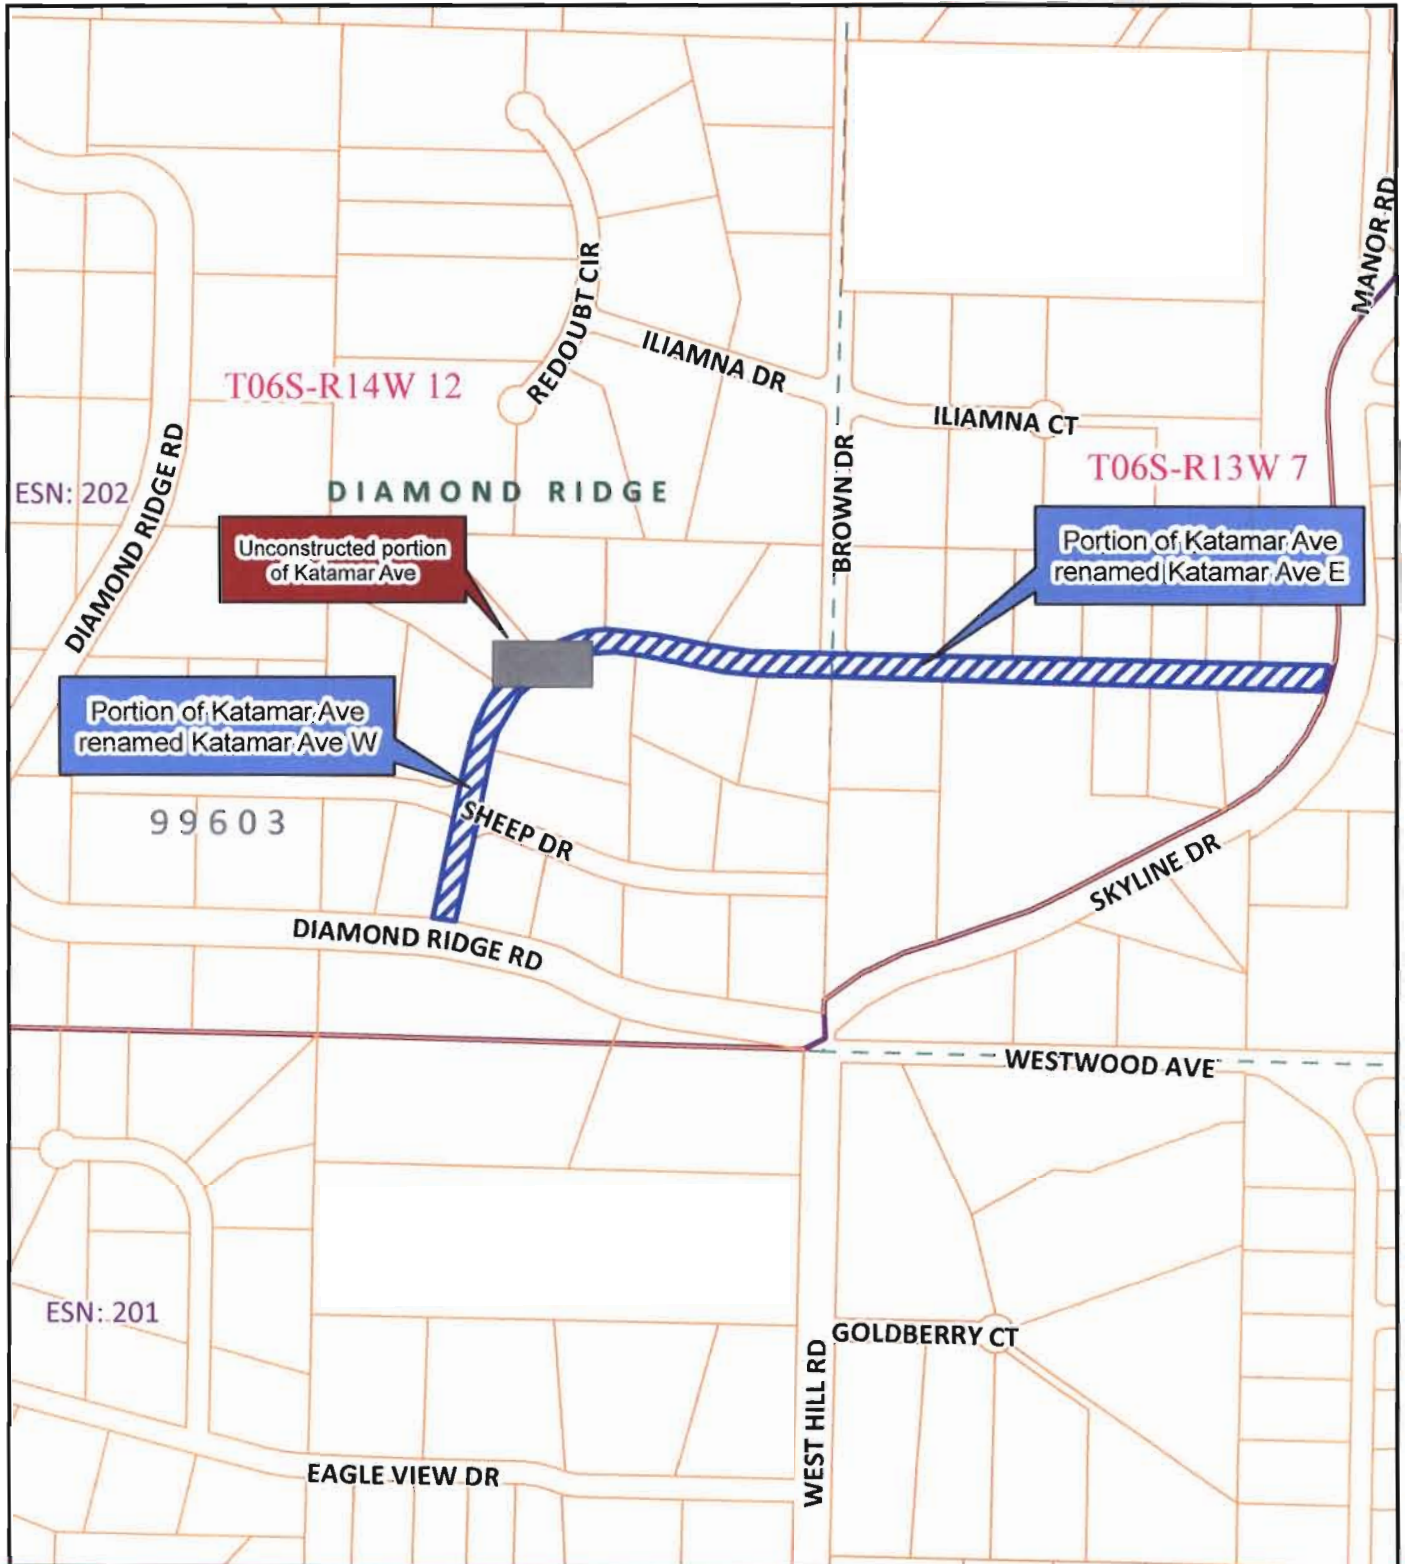 MANOR RD
REDOUBT CIR
ILIAMNA DR
T06S-R14W 12
ILIAMNA CT
DIAMOND RIDGE RD
BROWN DR
T06S-R13W 7
ESN: 202
DIAMOND RIDGE
Unconstructed portion
of Katamar Ave
Portion of Katamar Ave
renamed Katamar Ave E
Portion of Katamar Ave
renamed Katamar Ave W
99603
SHEEP DR
SKYLINE DR
DIAMOND RIDGE RD
WESTWOOD AVE
ESN: 201
GOLDBERRY CT
WEST HILL RD
EAGLE VIEW DR